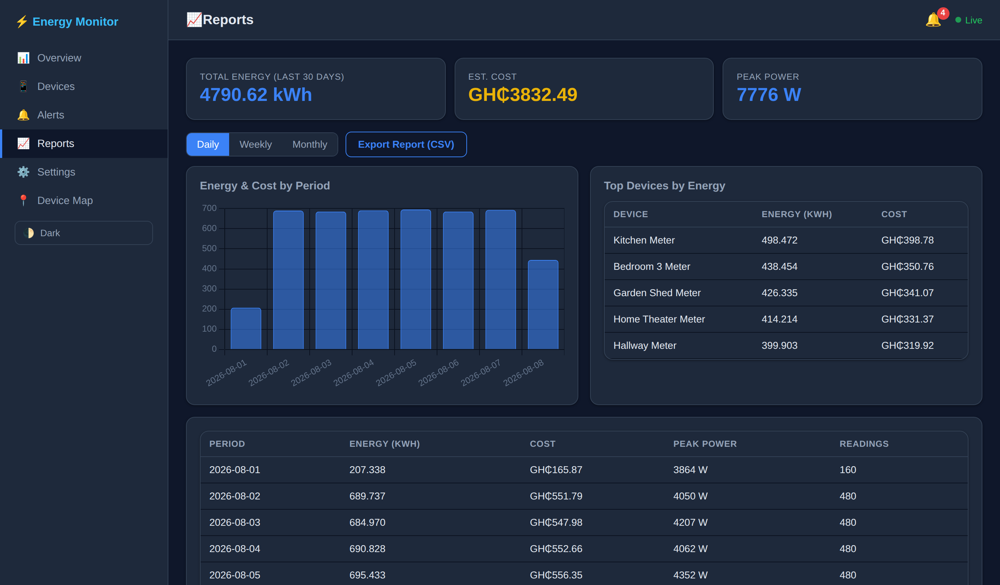 ⚡ Energy Monitor
📊 Overview
📱 Devices
🔔 Alerts
📈 Reports
⚙️ Settings
📍 Device Map
🌓 Dark
📈Reports
🔔 4 Live
TOTAL ENERGY (LAST 30 DAYS)
4790.62 kWh
EST. COST
GH₵3832.49
PEAK POWER
7776 W
Daily Weekly Monthly Export Report (CSV)
Energy & Cost by Period
700
600
500
400
300
200
100
0
2026-08-01 2026-08-02 2026-08-03 2026-08-04 2026-08-05 2026-08-06 2026-08-07 2026-08-08
Top Devices by Energy
DEVICE ENERGY (KWH) COST
Kitchen Meter 498.472 GH₵398.78
Bedroom 3 Meter 438.454 GH₵350.76
Garden Shed Meter 426.335 GH₵341.07
Home Theater Meter 414.214 GH₵331.37
Hallway Meter 399.903 GH₵319.92
PERIOD ENERGY (KWH) COST PEAK POWER READINGS
2026-08-01 207.338 GH₵165.87 3864 W 160
2026-08-02 689.737 GH₵551.79 4050 W 480
2026-08-03 684.970 GH₵547.98 4207 W 480
2026-08-04 690.828 GH₵552.66 4062 W 480
2026-08-05 695.433 GH₵556.35 4352 W 480